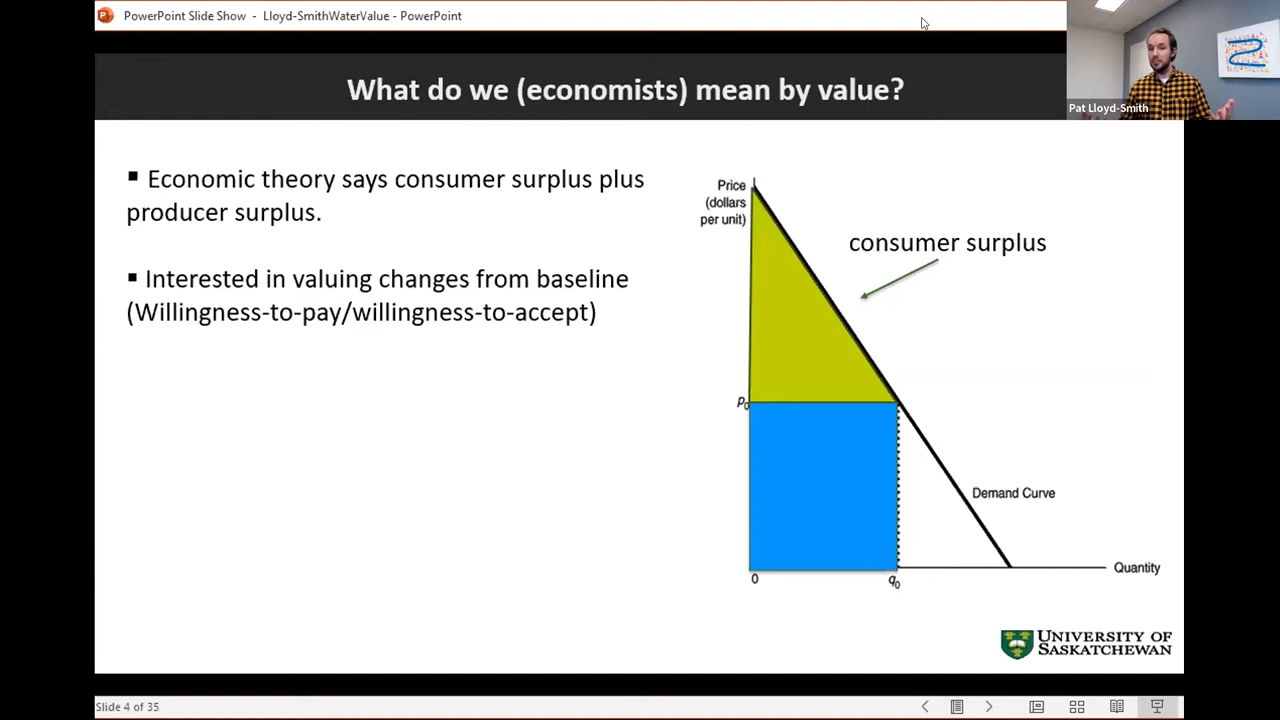 PowerPoint Slide Show - Lloyd-SmithWaterValue - PowerPoint
What do we (economists) mean by value?
Pat Lloyd-Smith
▪ Economic theory says consumer surplus plus
producer surplus.
▪ Interested in valuing changes from baseline
(Willingness-to-pay/willingness-to-accept)
Price
(dollars
per unit)
consumer surplus
p0
Demand Curve
0
q0
Quantity
UNIVERSITY OF
SASKATCHEWAN
Slide 4 of 35